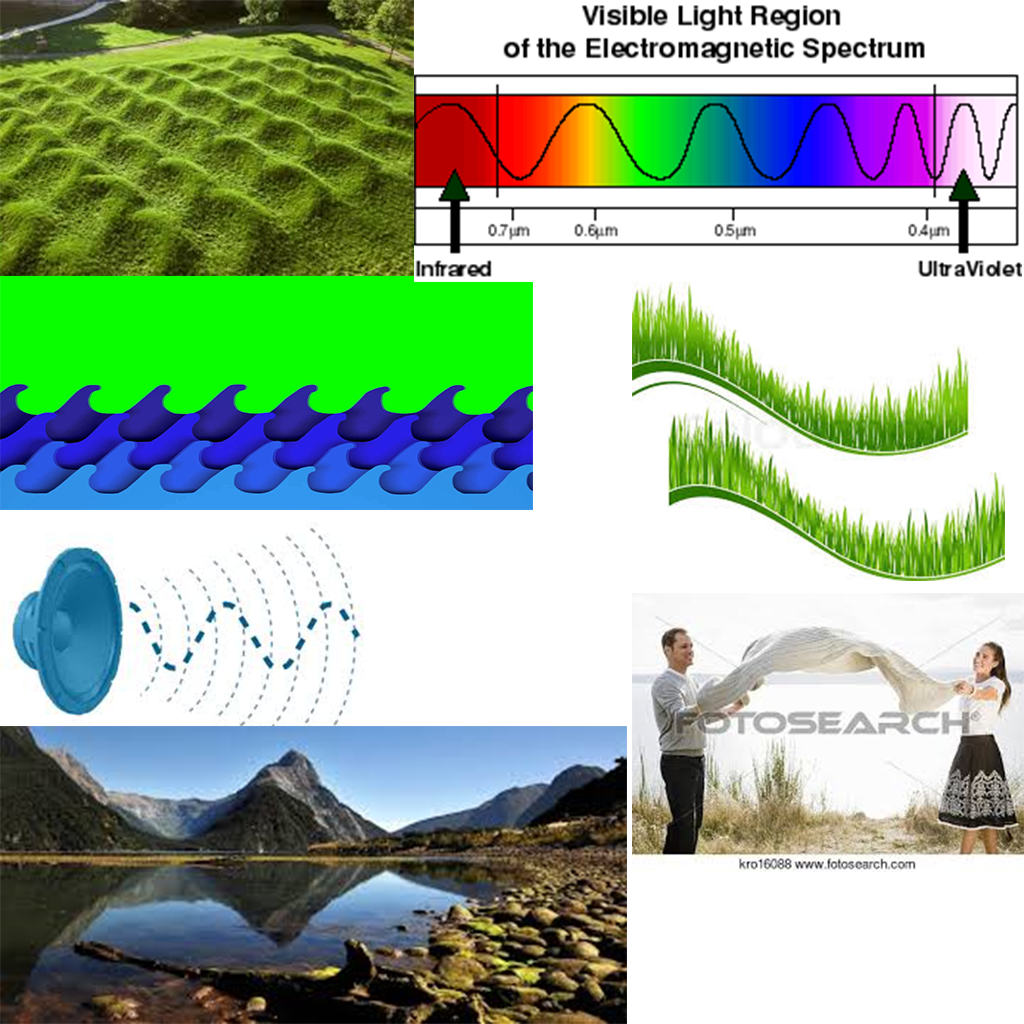 Visible Light Region
of the Electromagnetic Spectrum
0.7µm 0.6µm 0.5µm 0.4µm
Infrared UltraViolet
FOTOSEARCH®
kro16088 www.fotosearch.com